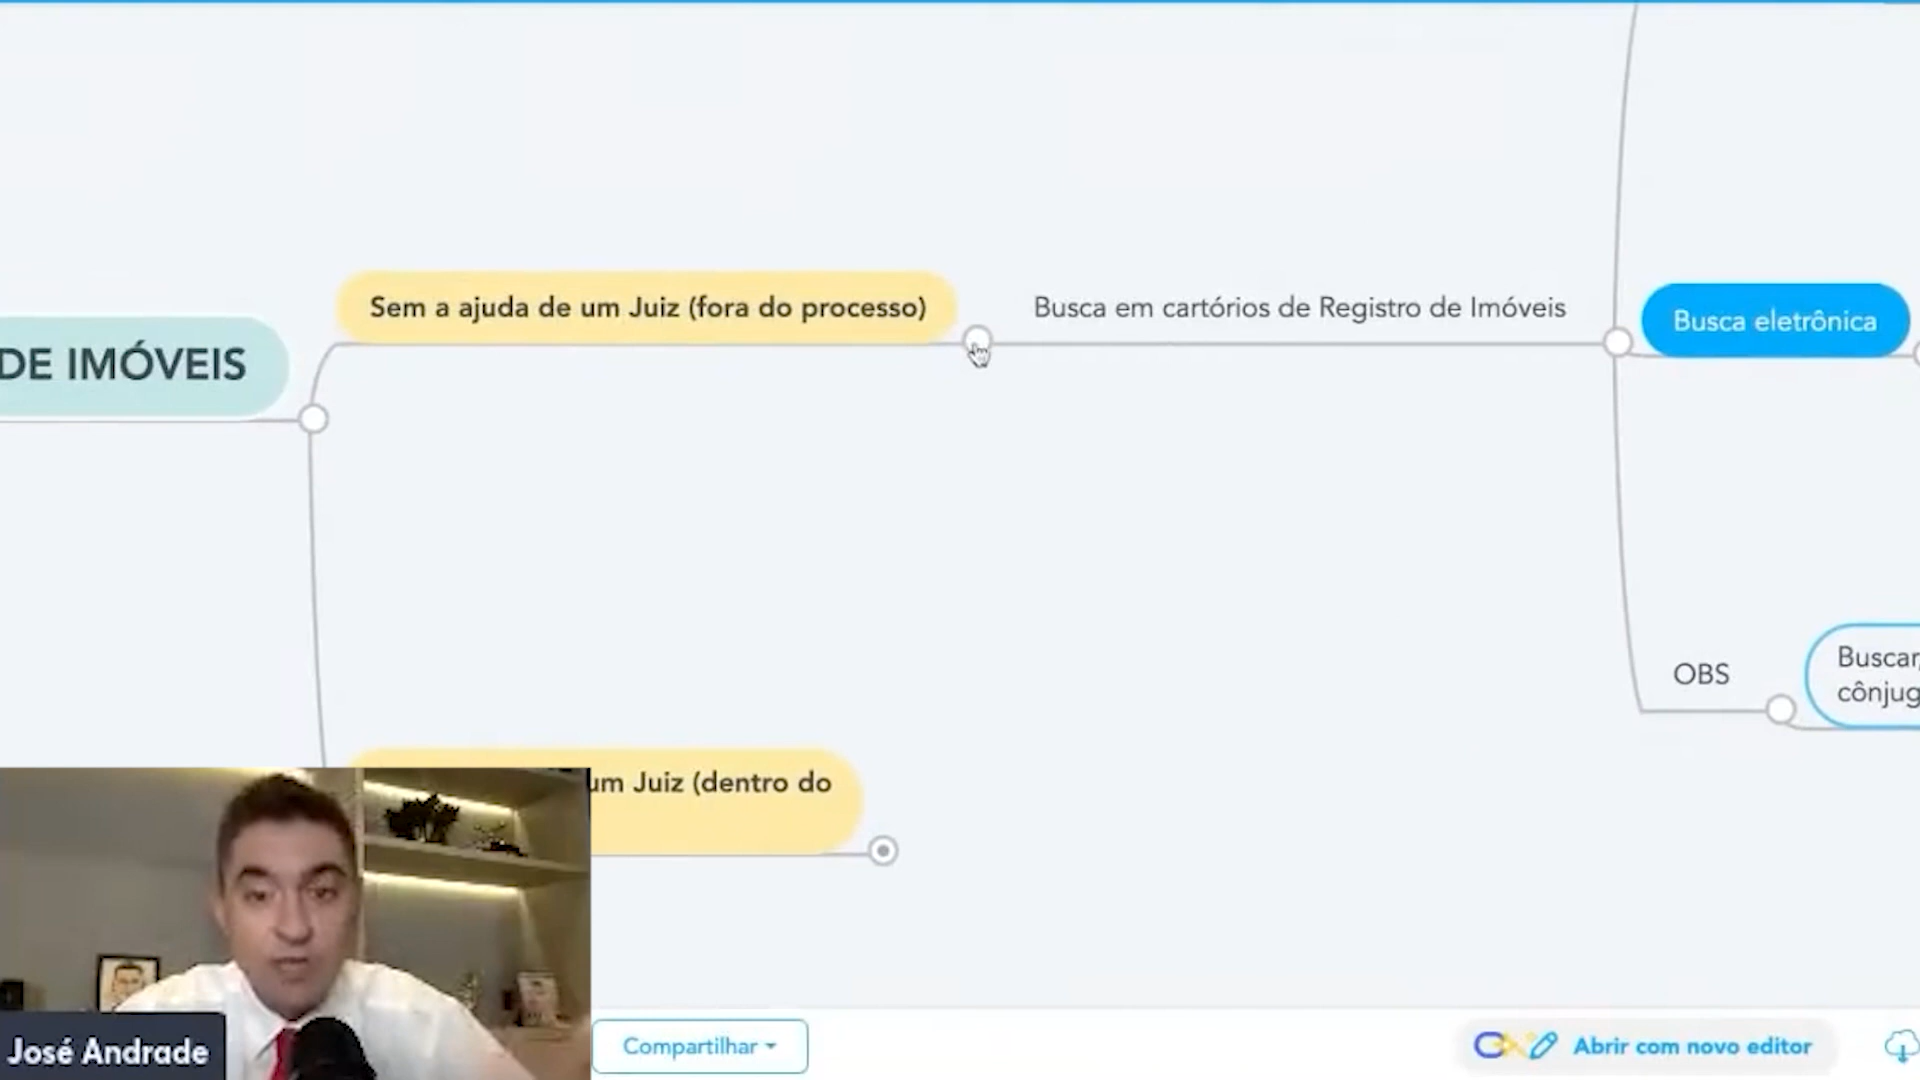 Sem a ajuda de um Juiz (fora do processo)
Busca em cartórios de Registro de Imóveis
Busca eletrônica
DE IMÓVEIS
OBS
Buscar,
cônjug
um Juiz (dentro do
José Andrade
Compartilhar
Abrir com novo editor